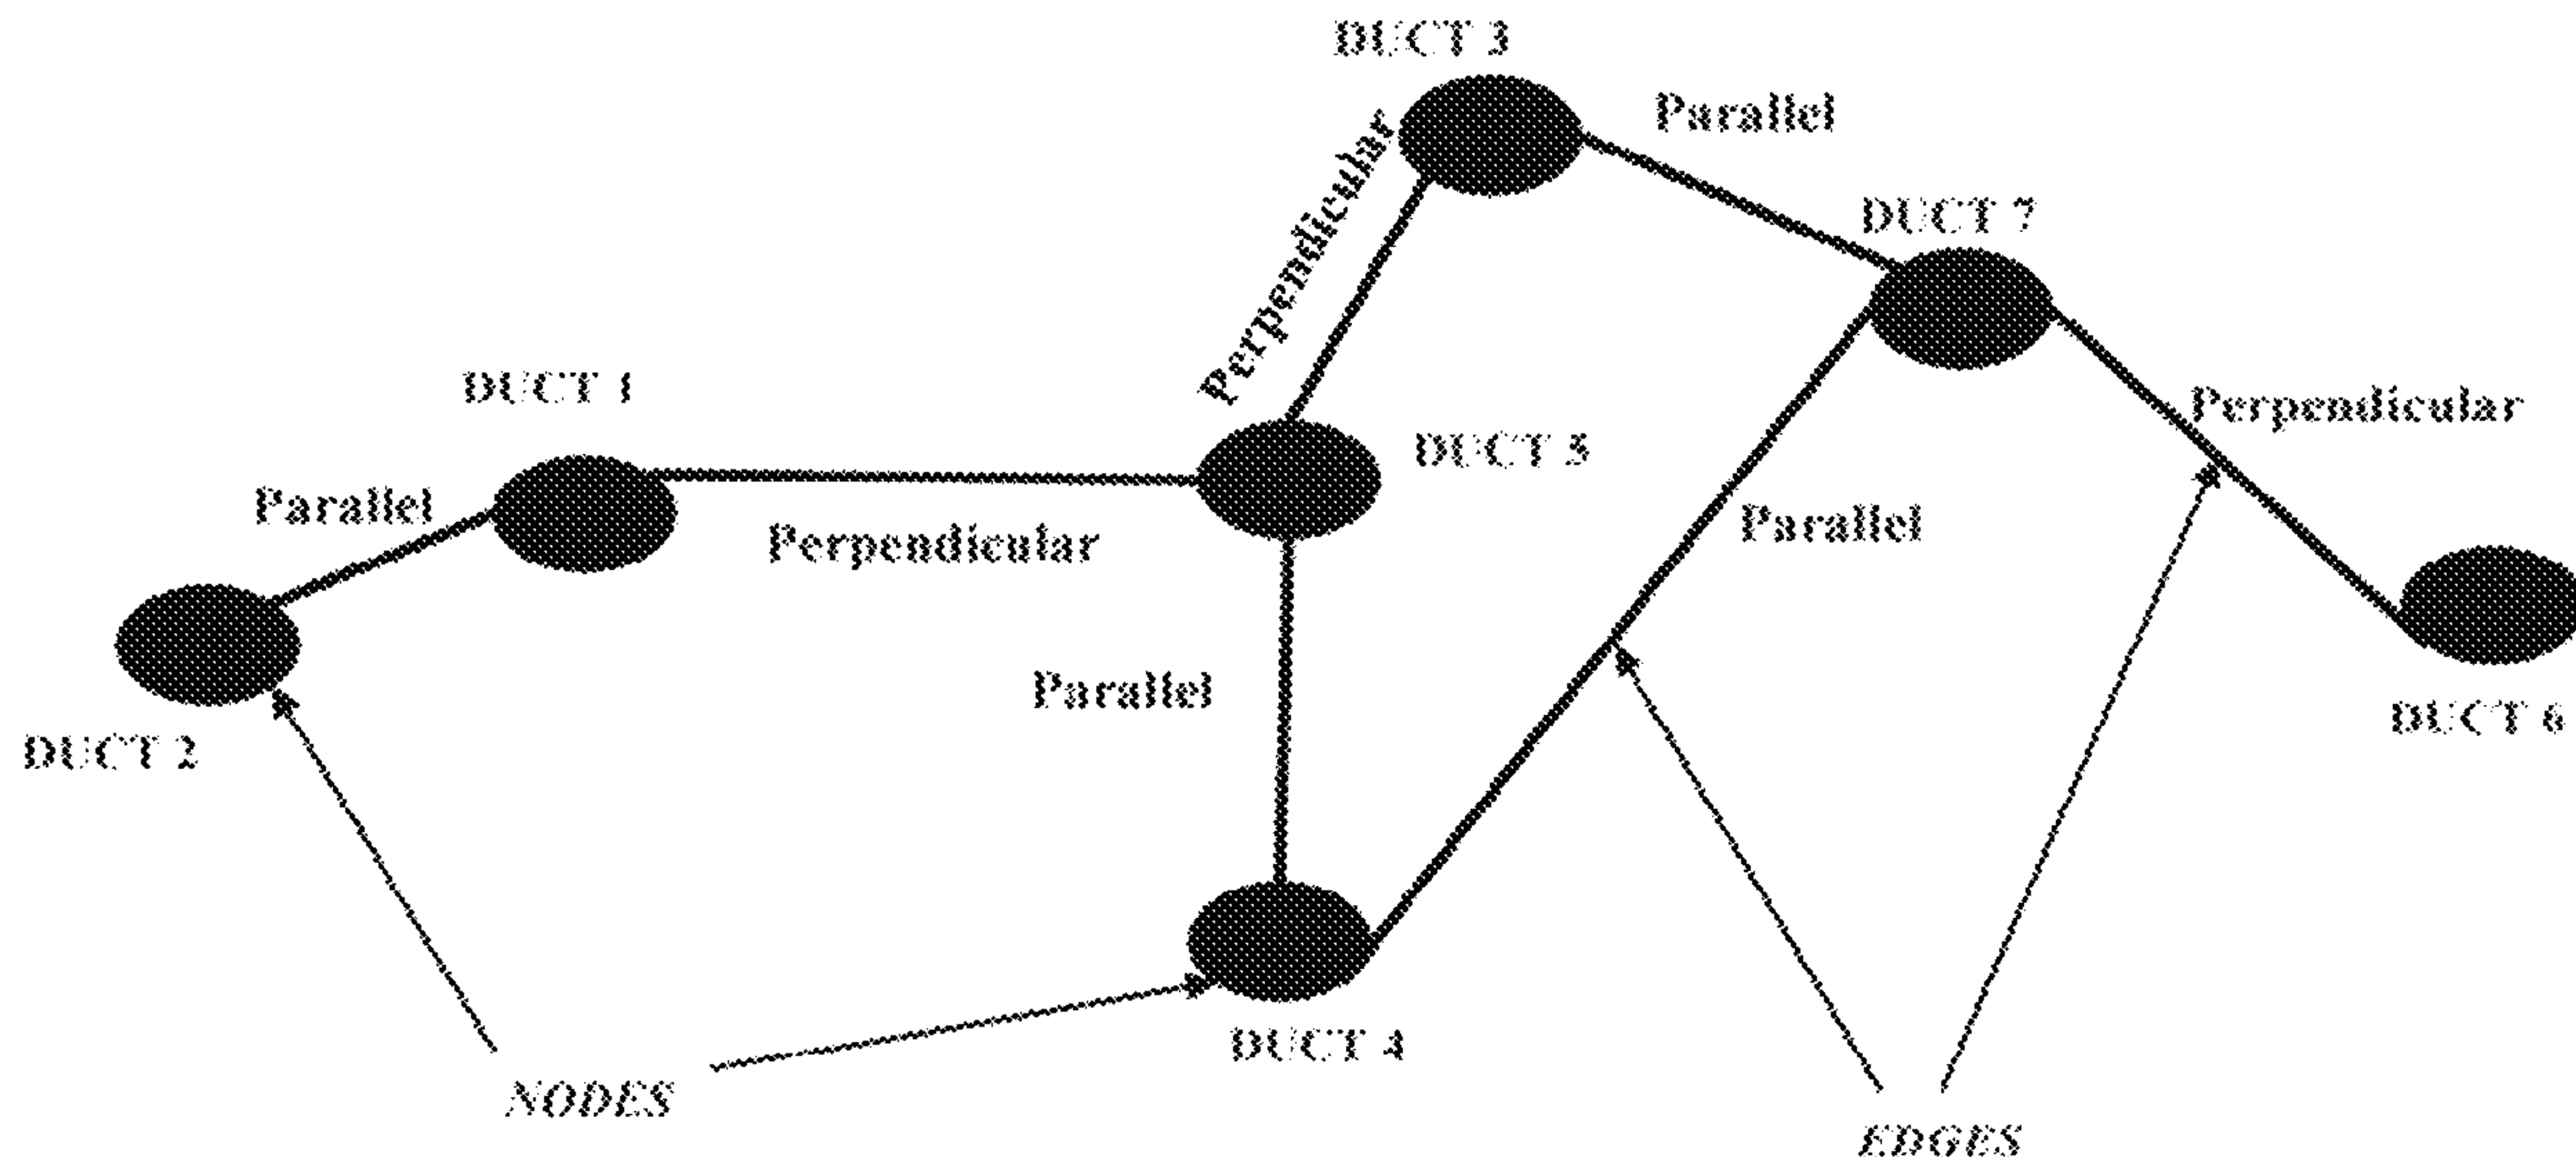 DUCT 3
Parallel
Perpendicular
DUCT 7
DUCT 1
Perpendicular
DUCT 5
Parallel
Perpendicular
Parallel
Parallel
DUCT 6
DUCT 2
DUCT 4
NODES
EDGES